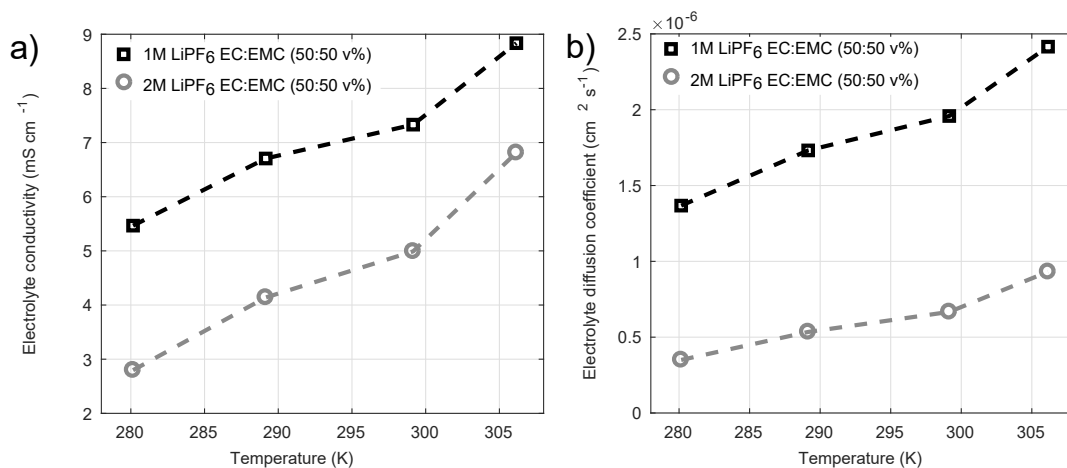 a)
Electrolyte conductivity (mS cm⁻¹)
9
8
7
6
5
4
3
2
1M LiPF₆ EC:EMC (50:50 v%)
2M LiPF₆ EC:EMC (50:50 v%)
280
285
290
295
300
305
Temperature (K)
b)
Electrolyte diffusion coefficient (cm² s⁻¹)
×10⁻⁶
2.5
2
1.5
1
0.5
0
1M LiPF₆ EC:EMC (50:50 v%)
2M LiPF₆ EC:EMC (50:50 v%)
280
285
290
295
300
305
Temperature (K)